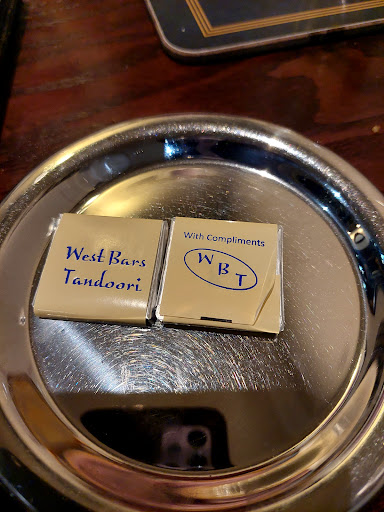 West Bars
Tandoori
With Compliments
WBT